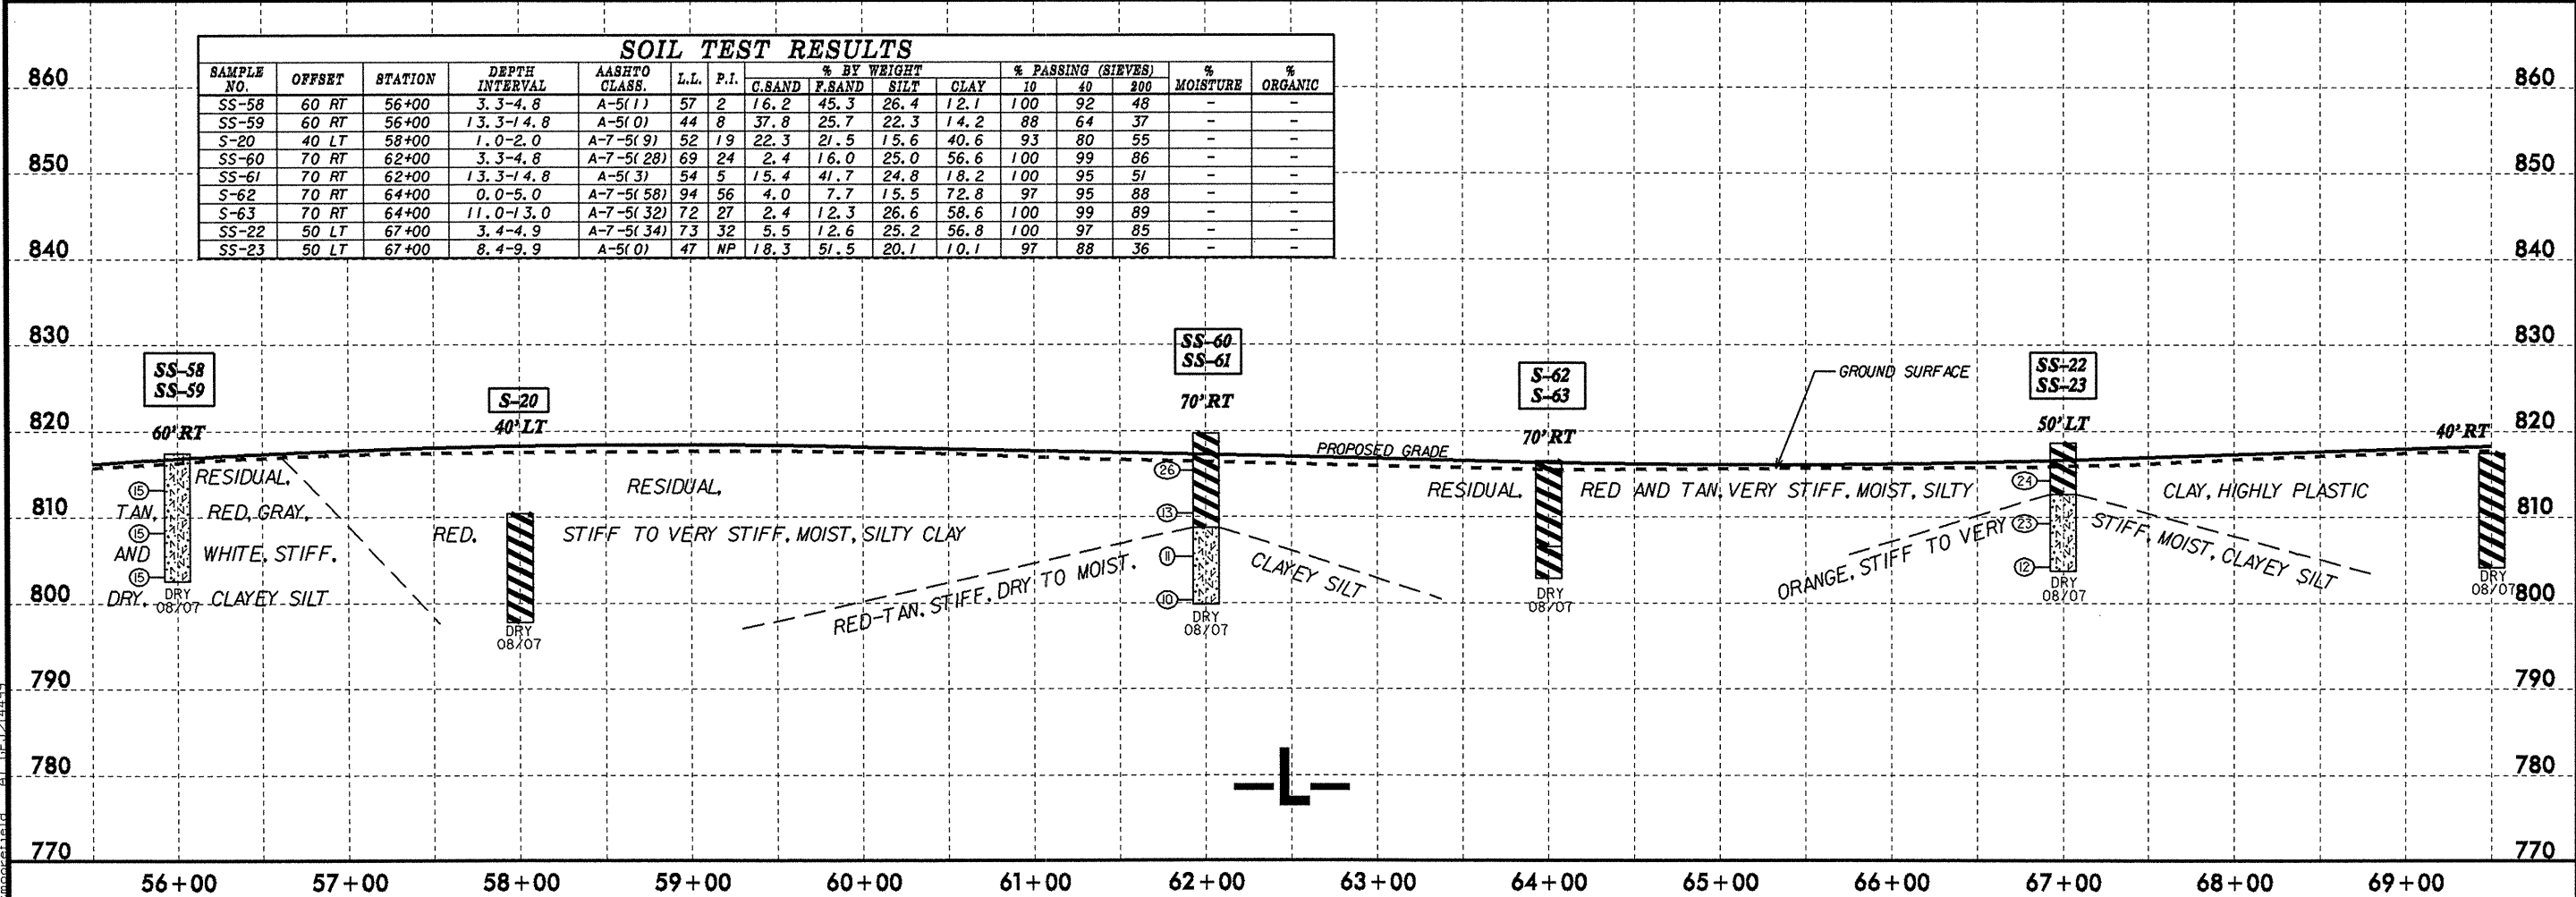 SOIL TEST RESULTS
SAMPLE NO. OFFSET STATION DEPTH INTERVAL AASHTO CLASS. L.L. P.I. % BY WEIGHT % PASSING (SIEVES) % MOISTURE % ORGANIC
C.SAND F.SAND SILT CLAY 10 40 200
SS-58 60 RT 56+00 3.3-4.8 A-5(1) 57 2 16.2 45.3 26.4 12.1 100 92 48 - -
SS-59 60 RT 56+00 13.3-14.8 A-5(0) 44 8 37.8 25.7 22.3 14.2 88 64 37 - -
S-20 40 LT 58+00 1.0-2.0 A-7-5(9) 52 19 22.3 21.5 15.6 40.6 93 80 55 - -
SS-60 70 RT 62+00 3.3-4.8 A-7-5(28) 69 24 2.4 16.0 25.0 56.6 100 99 86 - -
SS-61 70 RT 62+00 13.3-14.8 A-5(3) 54 5 15.4 41.7 24.8 18.2 100 95 51 - -
S-62 70 RT 64+00 0.0-5.0 A-7-5(58) 94 56 4.0 7.7 15.5 72.8 97 95 88 - -
S-63 70 RT 64+00 11.0-13.0 A-7-5(32) 72 27 2.4 12.3 26.6 58.6 100 99 89 - -
SS-22 50 LT 67+00 3.4-4.9 A-7-5(34) 73 32 5.5 12.6 25.2 56.8 100 97 85 - -
SS-23 50 LT 67+00 8.4-9.9 A-5(0) 47 NP 18.3 51.5 20.1 10.1 97 88 36 - -
860 860
850 850
840 840
830 830
820 820
810 810
800 800
790 790
780 780
770 770
SS-58
SS-59
60' RT
15
15
15
DRY
08/07
RESIDUAL,
TAN, RED, GRAY,
AND WHITE, STIFF,
DRY, CLAYEY SILT
S-20
40' LT
DRY
08/07
RESIDUAL,
RED, STIFF TO VERY STIFF, MOIST, SILTY CLAY
SS-60
SS-61
70' RT
26
13
11
10
DRY
08/07
RED-TAN, STIFF, DRY TO MOIST, CLAYEY SILT
PROPOSED GRADE
S-62
S-63
70' RT
DRY
08/07
GROUND SURFACE
RESIDUAL, RED AND TAN, VERY STIFF, MOIST, SILTY CLAY, HIGHLY PLASTIC
SS-22
SS-23
50' LT
24
23
12
DRY
08/07
ORANGE, STIFF TO VERY STIFF, MOIST, CLAYEY SILT
40' RT
DRY
08/07
-L-
56+00 57+00 58+00 59+00 60+00 61+00 62+00 63+00 64+00 65+00 66+00 67+00 68+00 69+00